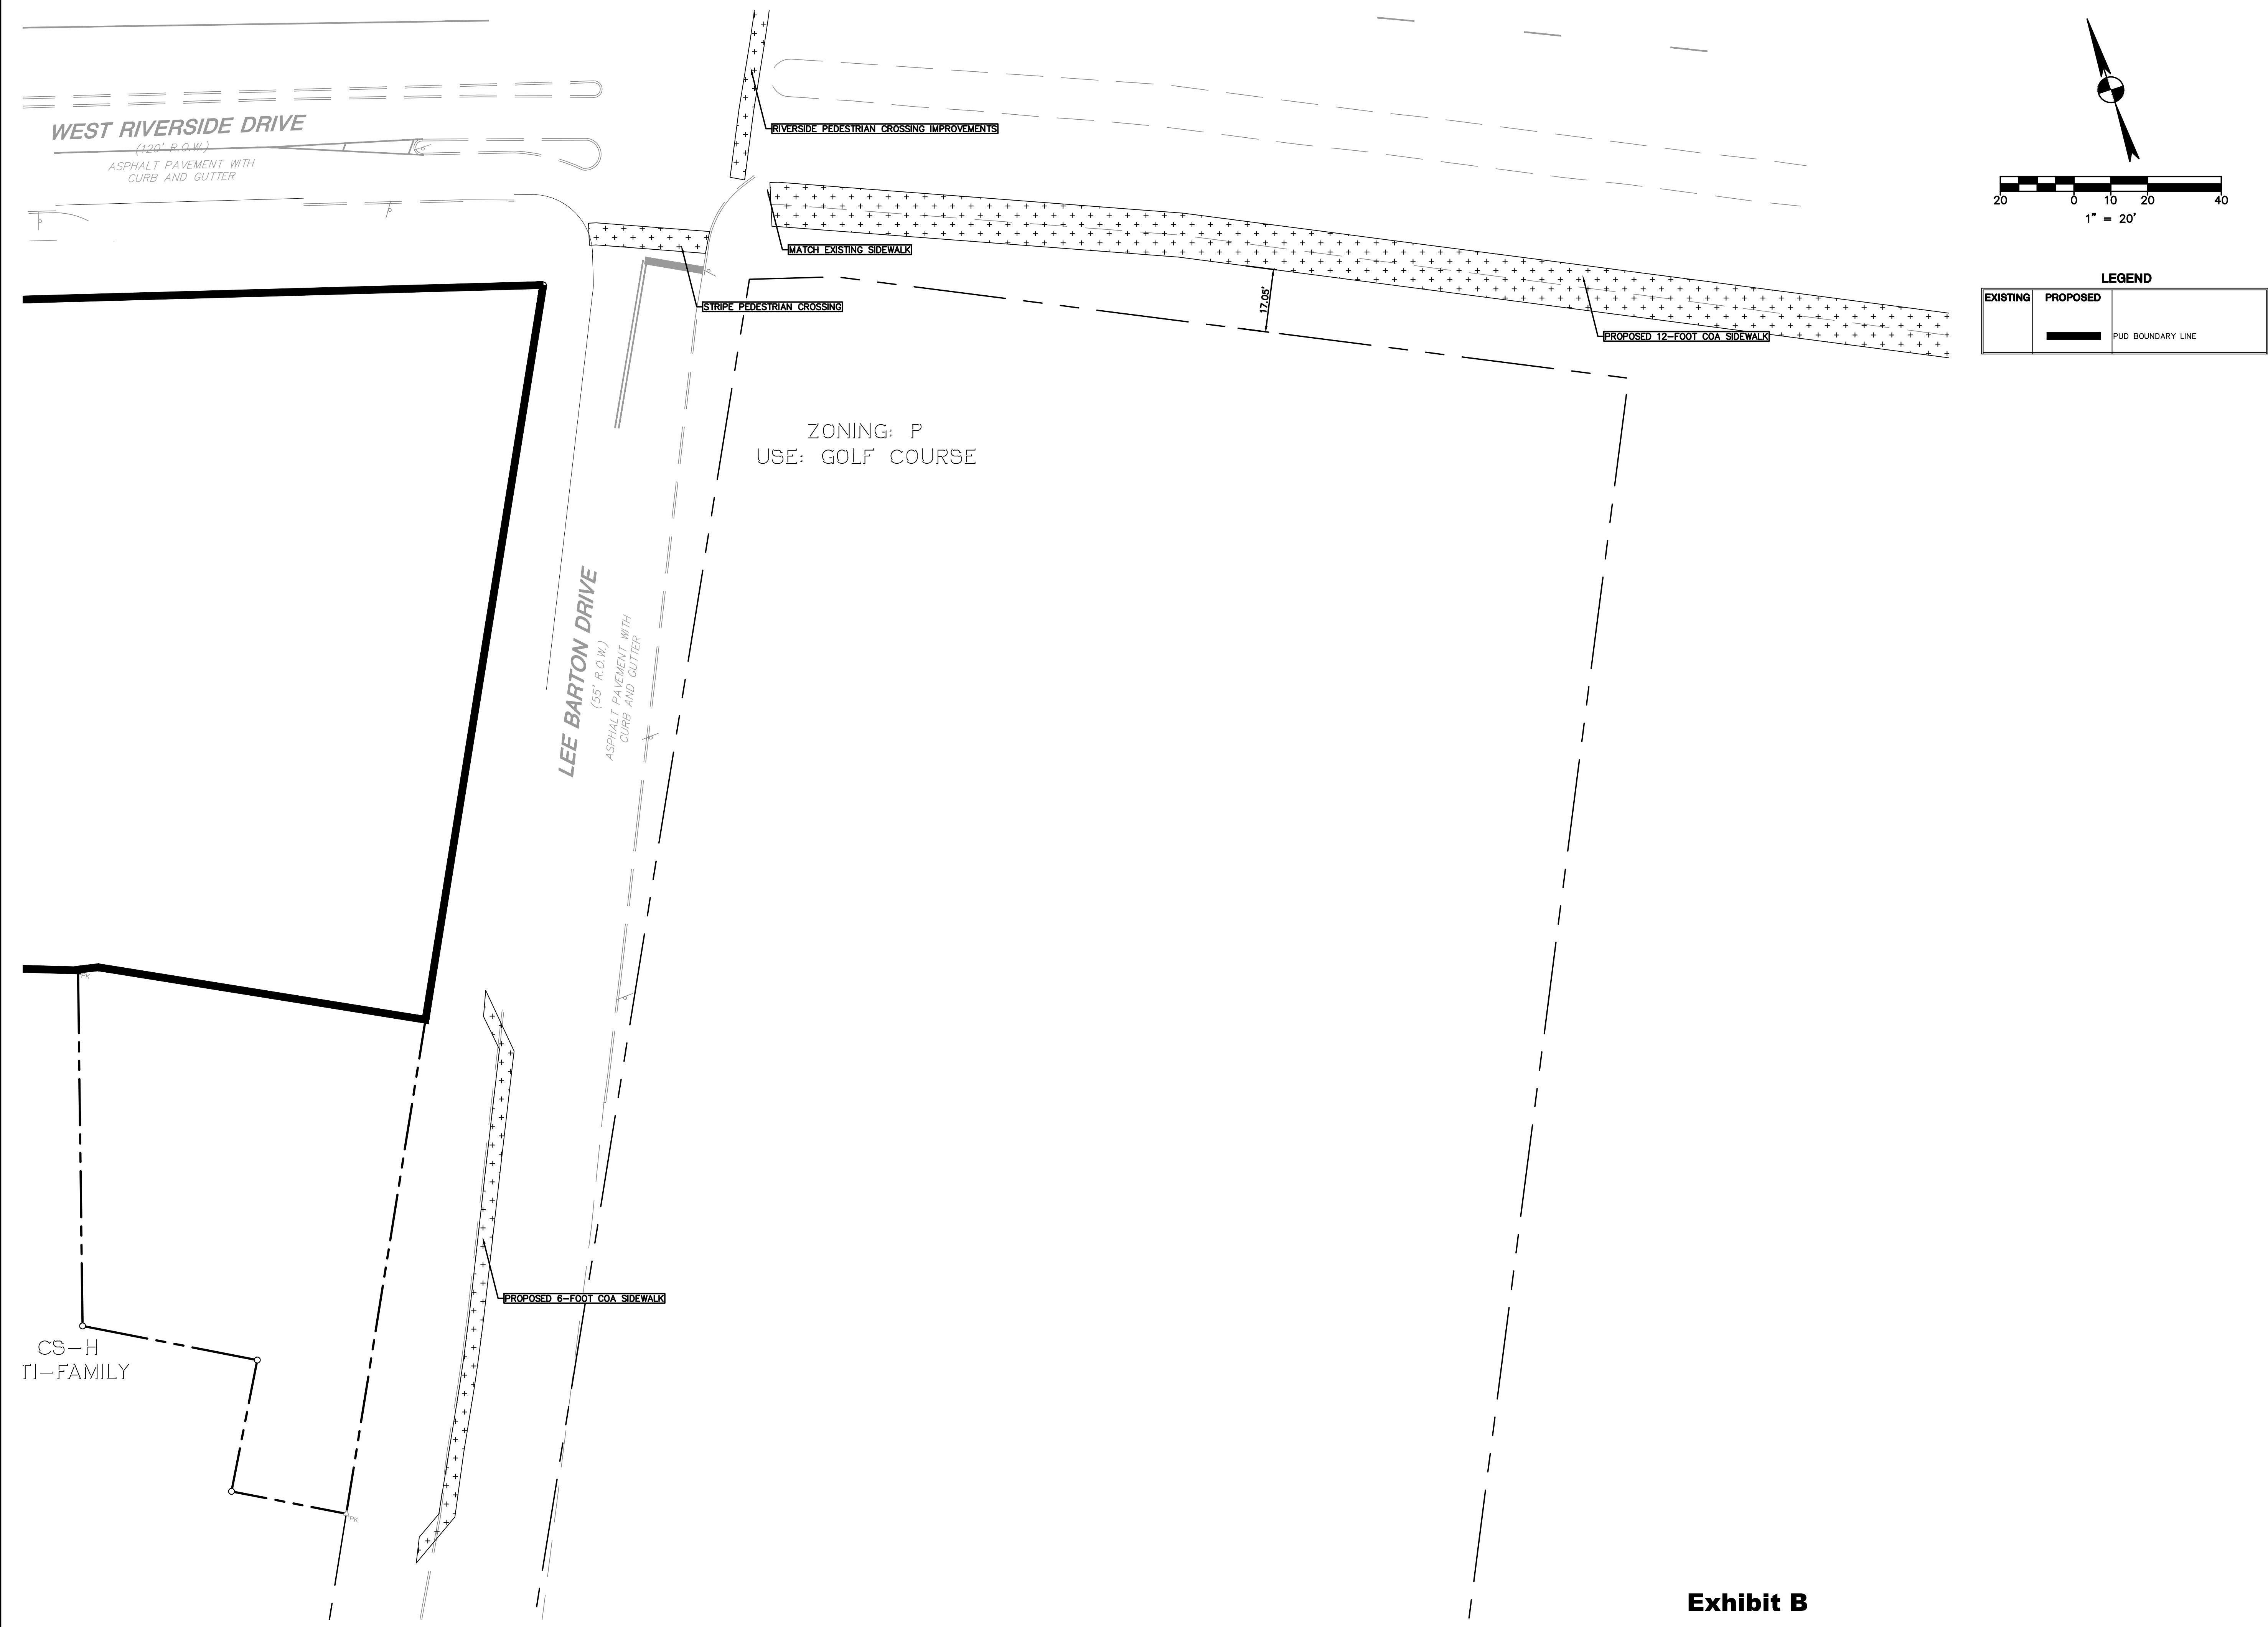 WEST RIVERSIDE DRIVE
(120' R.O.W.)
ASPHALT PAVEMENT WITH
CURB AND GUTTER
RIVERSIDE PEDESTRIAN CROSSING IMPROVEMENTS
MATCH EXISTING SIDEWALK
STRIPE PEDESTRIAN CROSSING
17.05'
PROPOSED 12-FOOT COA SIDEWALK
20 0 10 20 40
1" = 20'
LEGEND
EXISTING PROPOSED
PUD BOUNDARY LINE
ZONING: P
USE: GOLF COURSE
LEE BARTON DRIVE
(55' R.O.W.)
ASPHALT PAVEMENT WITH
CURB AND GUTTER
PK
PROPOSED 6-FOOT COA SIDEWALK
CS-H
TI-FAMILY
PK
Exhibit B